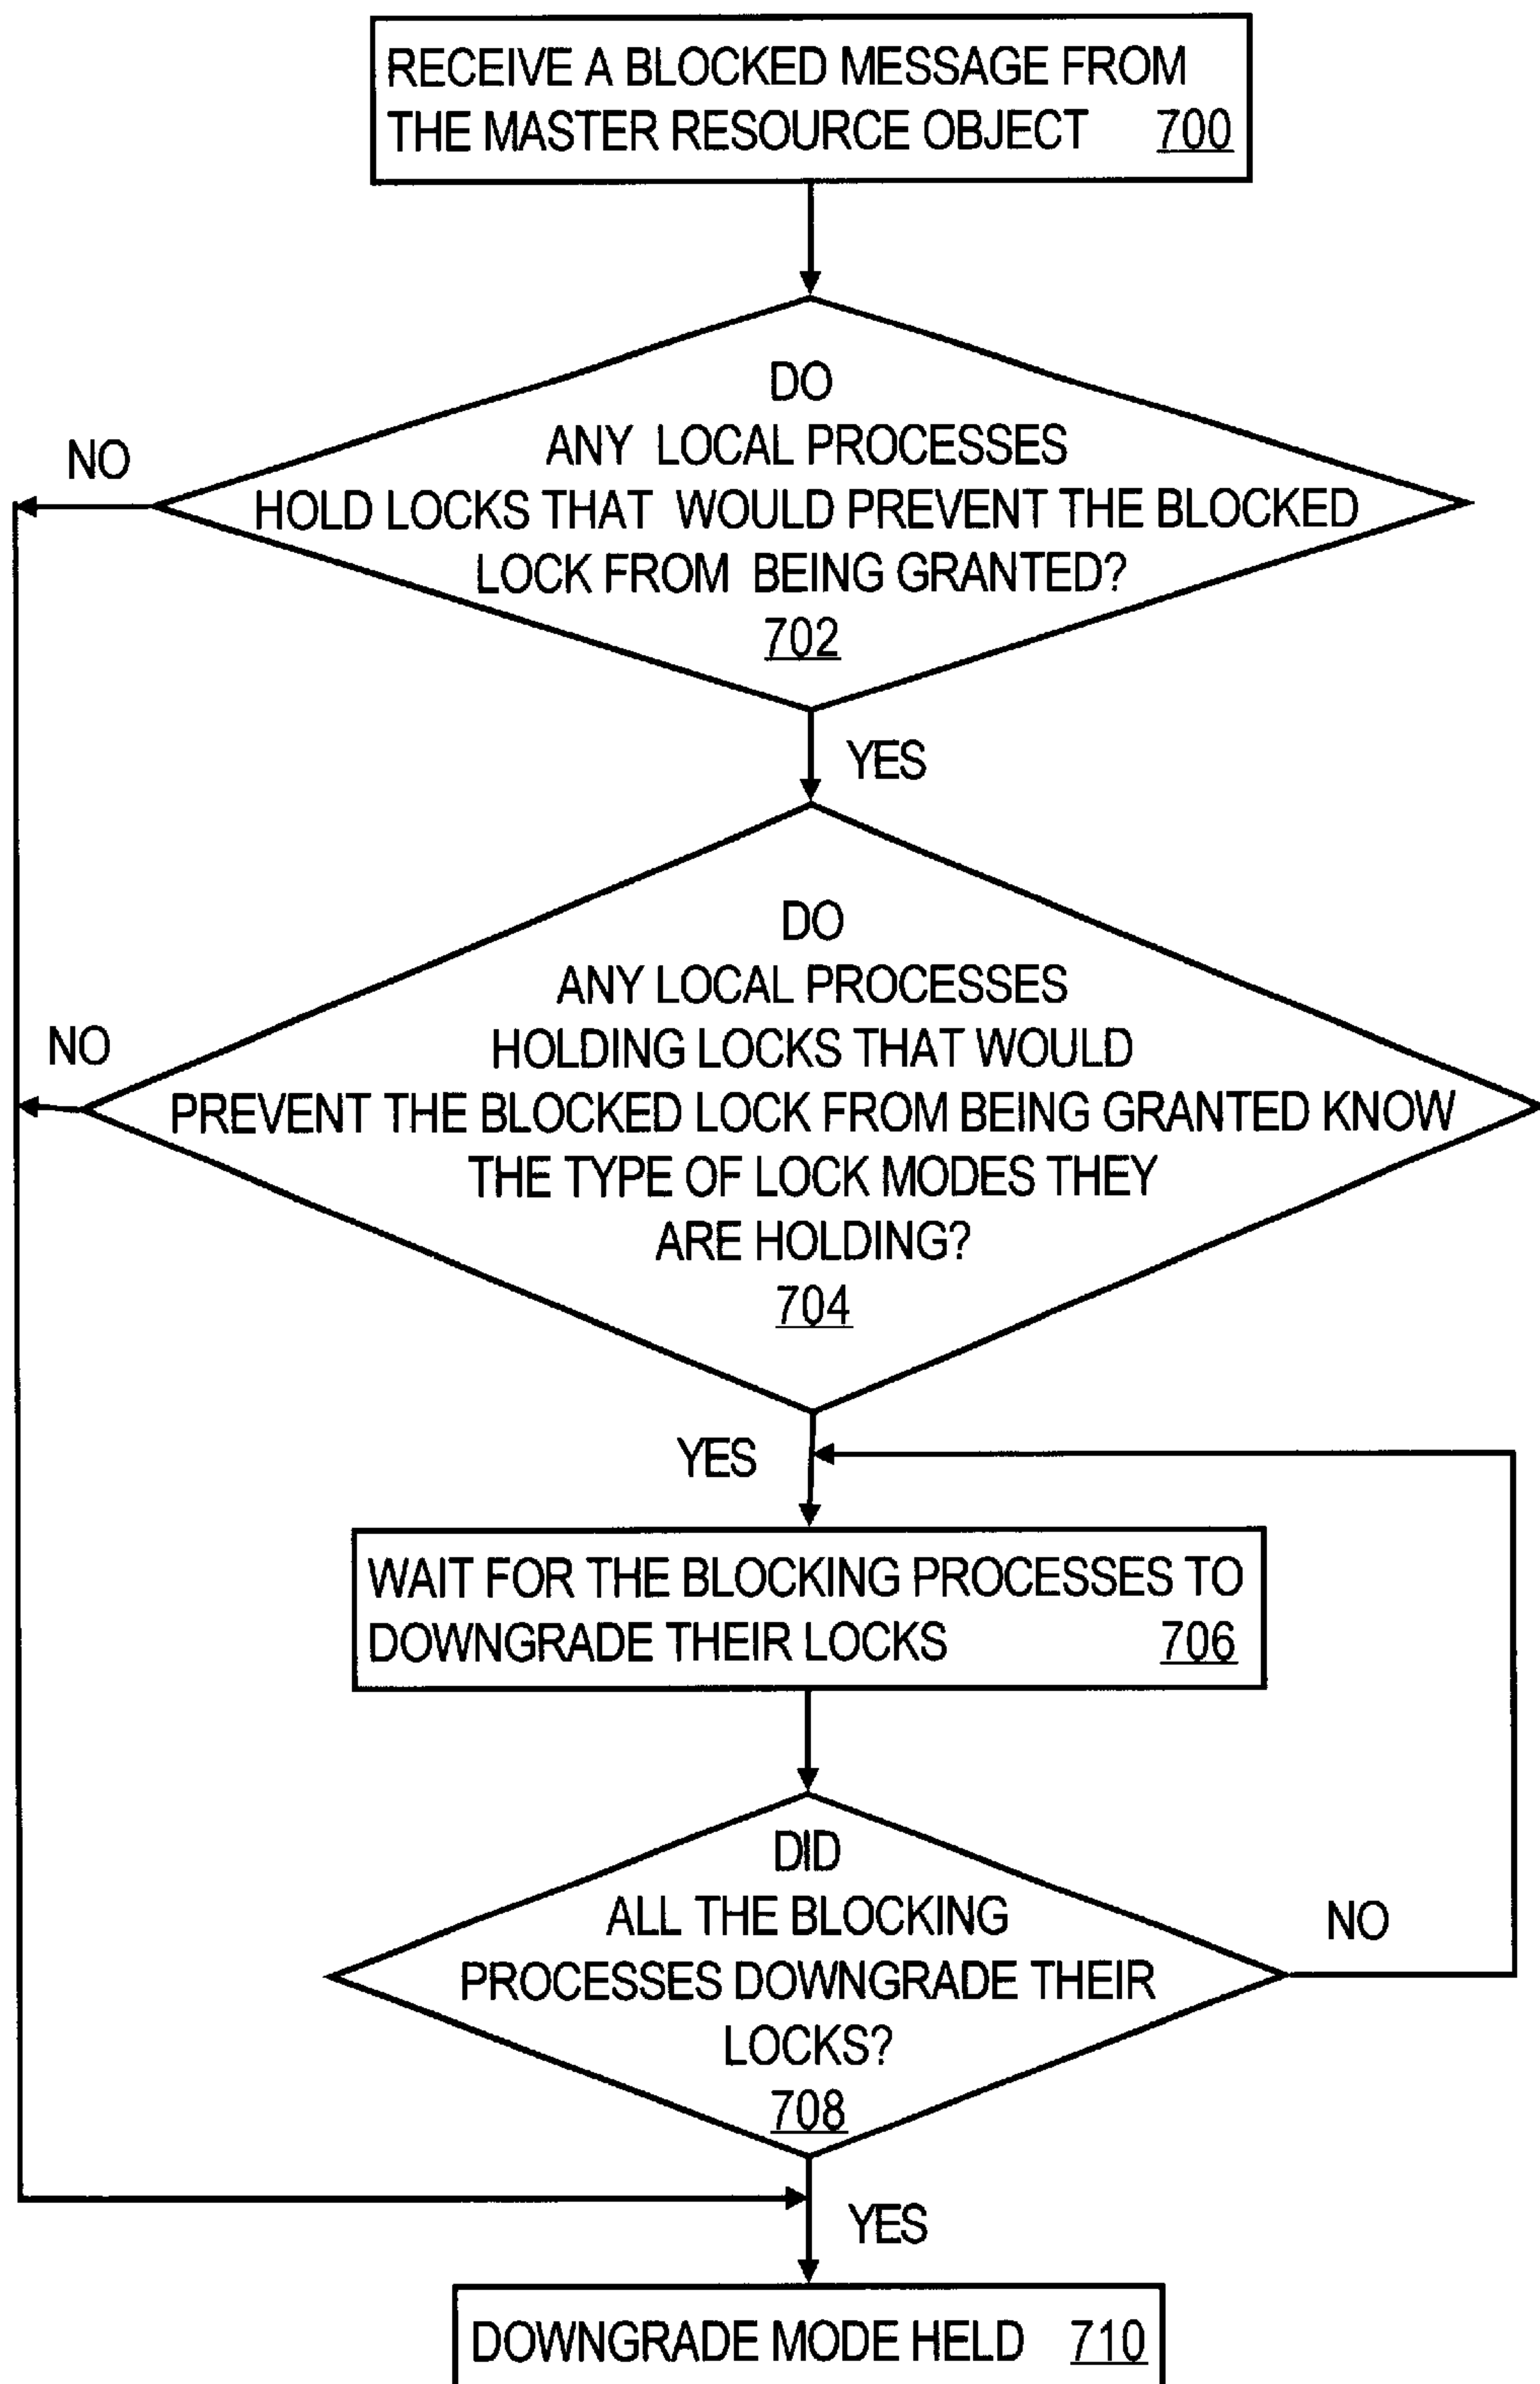 RECEIVE A BLOCKED MESSAGE FROM
THE MASTER RESOURCE OBJECT 700
DO
ANY LOCAL PROCESSES
HOLD LOCKS THAT WOULD PREVENT THE BLOCKED
LOCK FROM BEING GRANTED?
702
NO
YES
DO
ANY LOCAL PROCESSES
HOLDING LOCKS THAT WOULD
PREVENT THE BLOCKED LOCK FROM BEING GRANTED KNOW
THE TYPE OF LOCK MODES THEY
ARE HOLDING?
704
NO
YES
WAIT FOR THE BLOCKING PROCESSES TO
DOWNGRADE THEIR LOCKS 706
DID
ALL THE BLOCKING
PROCESSES DOWNGRADE THEIR
LOCKS?
708
NO
YES
DOWNGRADE MODE HELD 710